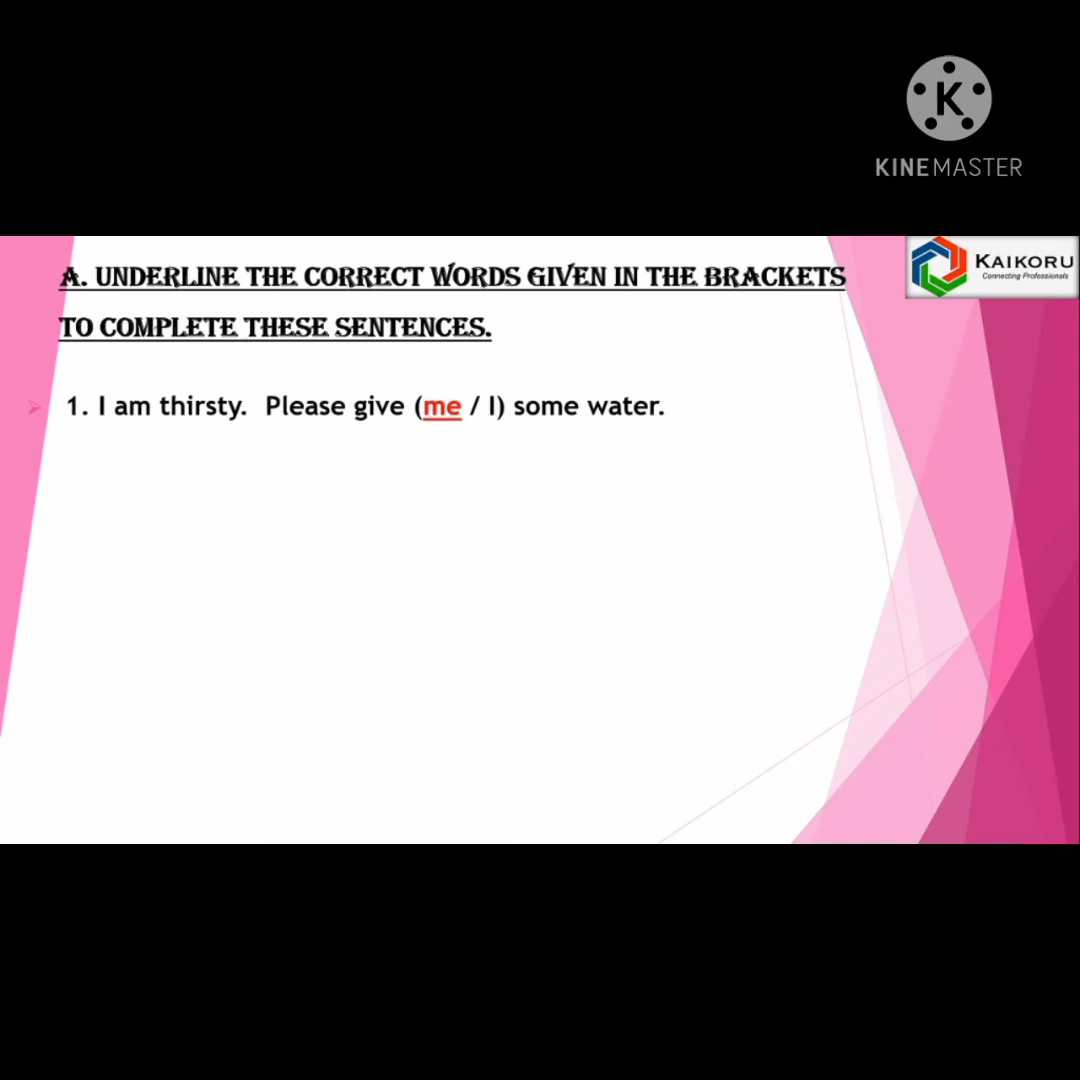 K
KINEMASTER
KAIKORU
Connecting Professionals
A. UNDERLINE THE CORRECT WORDS GIVEN IN THE BRACKETS
TO COMPLETE THESE SENTENCES.
1. I am thirsty.  Please give (me / I) some water.